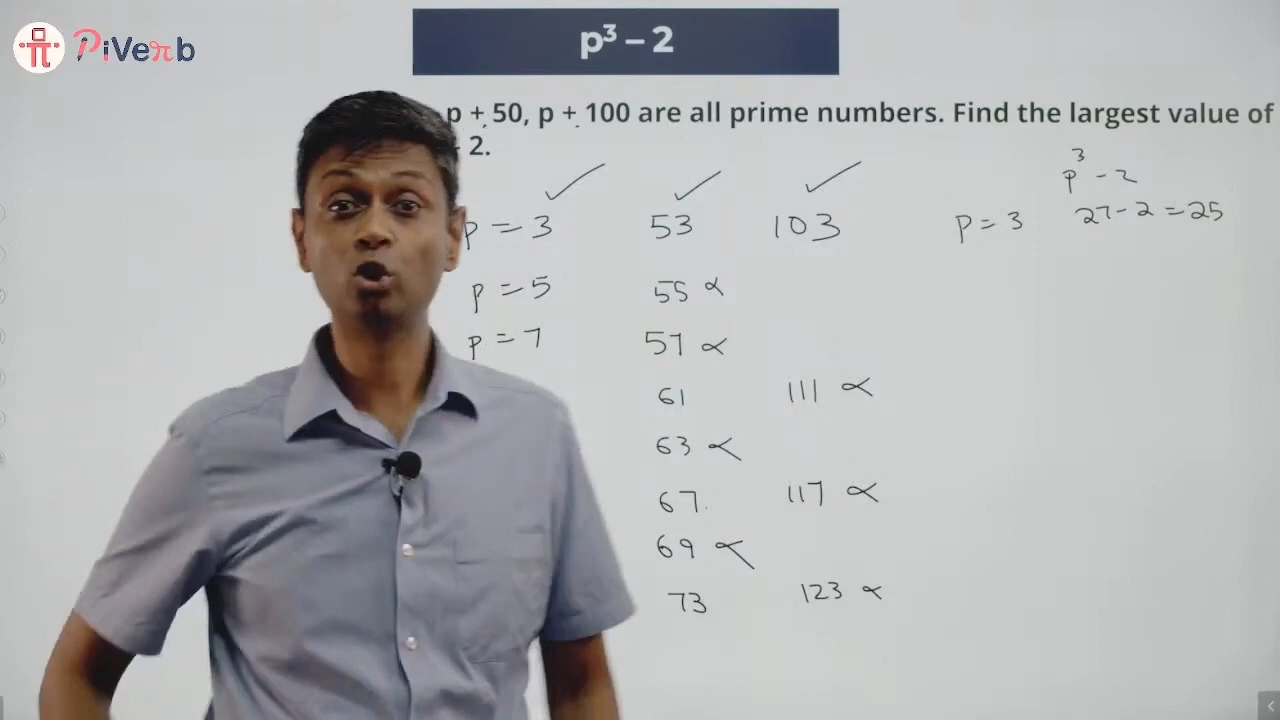 PiVerb
p³ – 2
p + 50, p + 100 are all prime numbers. Find the largest value of
2.
p³ - 2
p = 3 53 103 p = 3 27 - 2 = 25
p = 5 55
p = 7 57
61 111
63
67 117
69
73 123